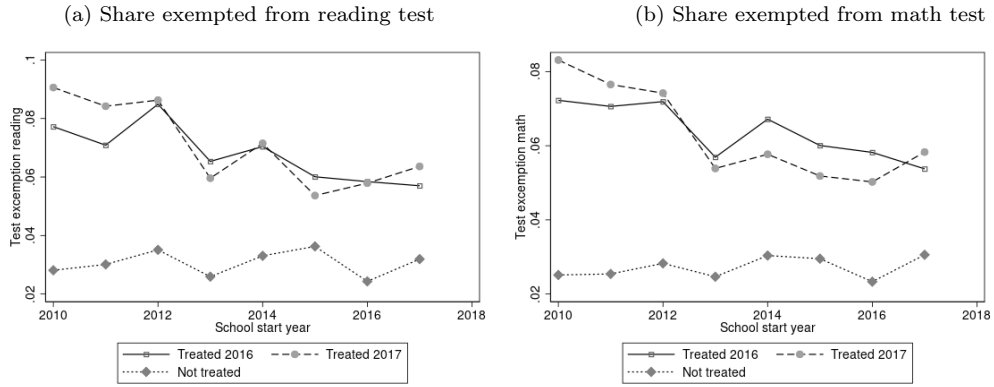 (a) Share exempted from reading test
Test excemption reading
.1
.08
.06
.04
.02
2010 2012 2014 2016 2018
School start year
Treated 2016 Treated 2017
Not treated
(b) Share exempted from math test
Test excemption math
.08
.06
.04
.02
2010 2012 2014 2016 2018
School start year
Treated 2016 Treated 2017
Not treated